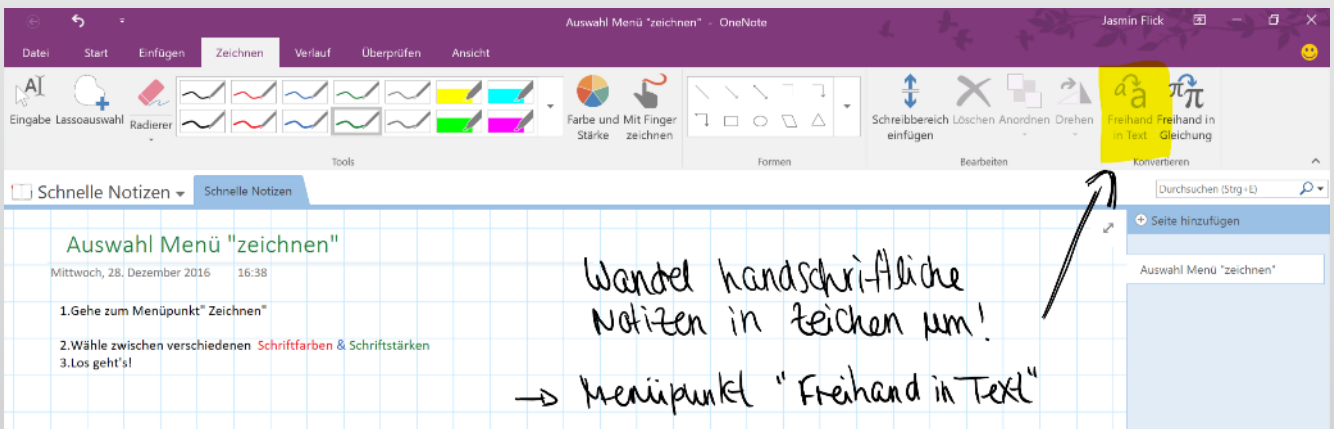 Auswahl Menü "zeichnen" - OneNote
Jasmin Flick
Datei Start Einfügen Zeichnen Verlauf Überprüfen Ansicht
Eingabe Lassoauswahl Radierer
Farbe und Stärke
Mit Finger zeichnen
Schreibbereich einfügen
Löschen Anordnen Drehen
Freihand in Text
Freihand in Gleichung
Tools Formen Bearbeiten Konvertieren
Schnelle Notizen
Schnelle Notizen
Durchsuchen (Strg+E)
Seite hinzufügen
Auswahl Menü "zeichnen"
Auswahl Menü "zeichnen"
Mittwoch, 28. Dezember 2016 16:38
1.Gehe zum Menüpunkt" Zeichnen"
2.Wähle zwischen verschiedenen Schriftfarben & Schriftstärken
3.Los geht's!
Wandel handschriftliche
Notizen in Zeichen um!
→ Menüpunkt "Freihand in Text"